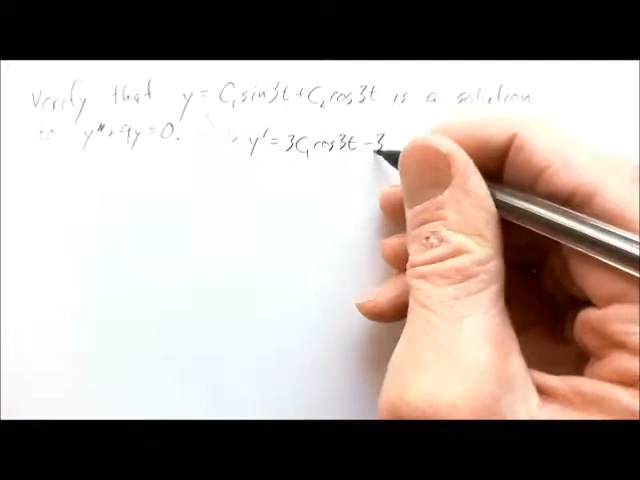 Verify that y = C₁sin3t + C₂cos3t is a solution
to y'' + 9y = 0. y' = 3C₁cos3t - 3